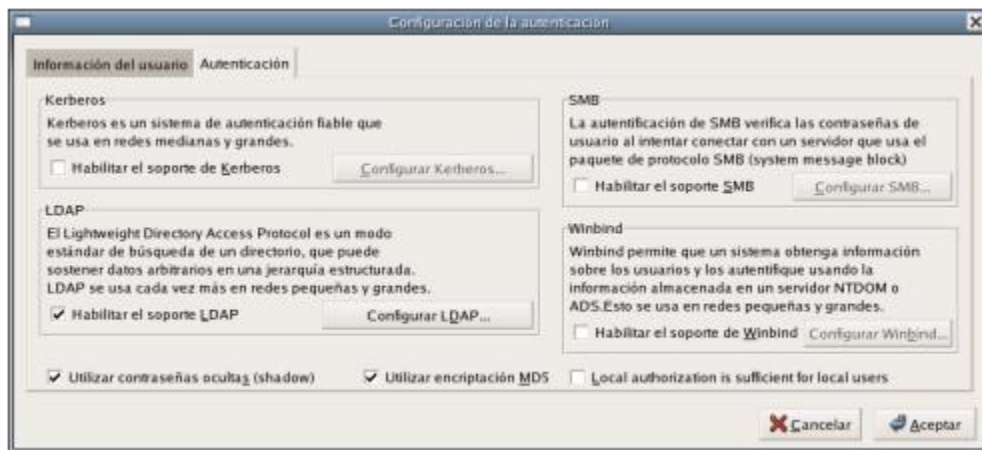 Configuración de la autenticación
Información del usuario
Autenticación
Kerberos
Kerberos es un sistema de autenticación fiable que
se usa en redes medianas y grandes.
Habilitar el soporte de Kerberos
Configurar Kerberos...
LDAP
El Lightweight Directory Access Protocol es un modo
estándar de búsqueda de un directorio, que puede
sostener datos arbitrarios en una jerarquía estructurada.
LDAP se usa cada vez más en redes pequeñas y grandes.
Habilitar el soporte LDAP
Configurar LDAP...
SMB
La autentificación de SMB verifica las contraseñas de
usuario al intentar conectar con un servidor que usa el
paquete de protocolo SMB (system message block)
Habilitar el soporte SMB
Configurar SMB...
Winbind
Winbind permite que un sistema obtenga información
sobre los usuarios y los autentifique usando la
información almacenada en un servidor NTDOM o
ADS.Esto se usa en redes pequeñas y grandes.
Habilitar el soporte de Winbind
Configurar Winbind...
Utilizar contraseñas ocultas (shadow)
Utilizar encriptación MD5
Local authorization is sufficient for local users
Cancelar
Aceptar